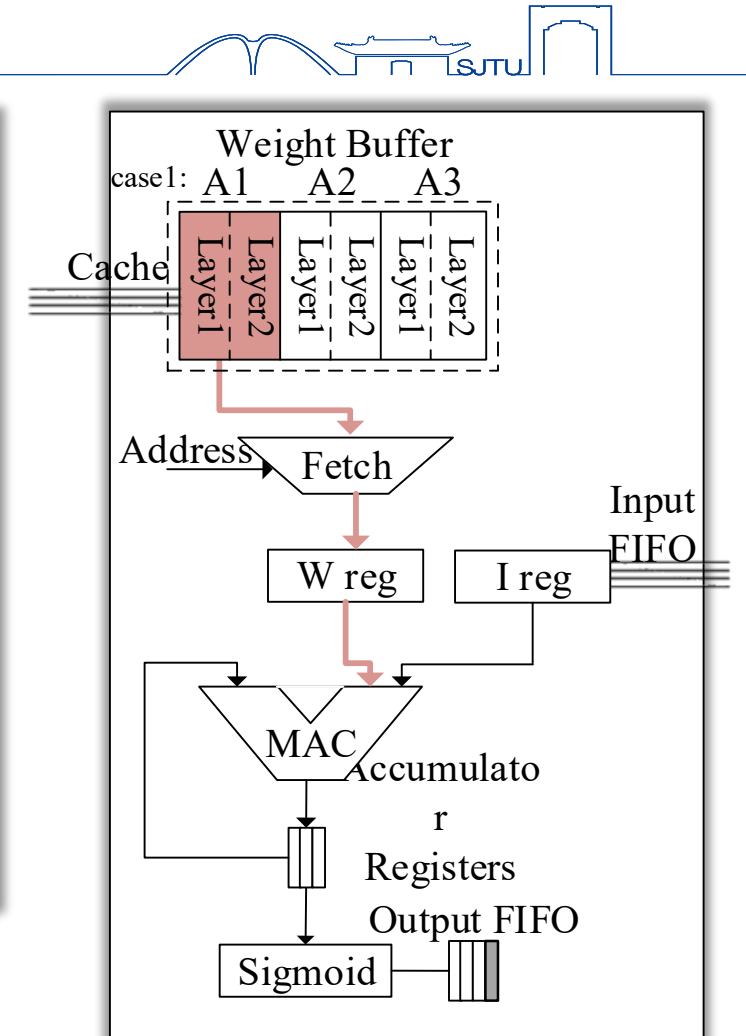 SJTU
Weight Buffer
case1: A1 A2 A3
Cache
Layer1
Layer2
Layer1
Layer2
Layer1
Layer2
Address
Fetch
Input
FIFO
W reg
I reg
MAC
Accumulato
r
Registers
Output FIFO
Sigmoid